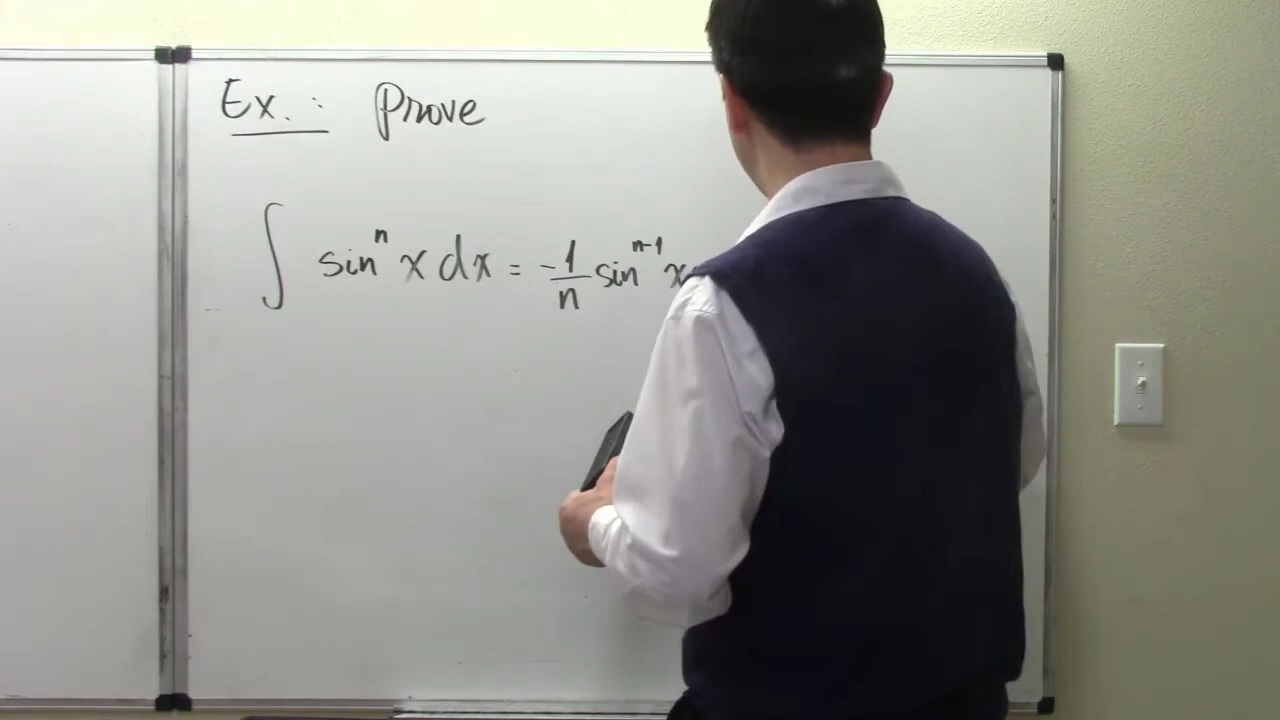 Ex. : Prove
∫ sin^n x dx = -1/n sin^(n-1) x